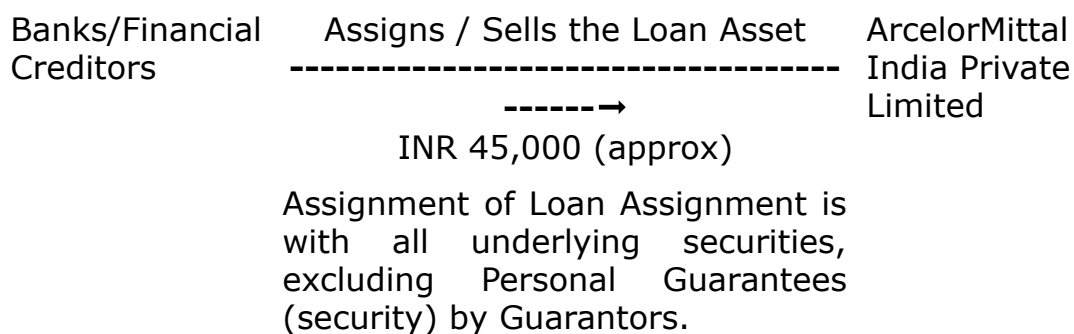 Banks/Financial
Creditors
Assigns / Sells the Loan Asset
------------------------------------
------→
INR 45,000 (approx)
Assignment of Loan Assignment is
with all underlying securities,
excluding Personal Guarantees
(security) by Guarantors.
ArcelorMittal
India Private
Limited